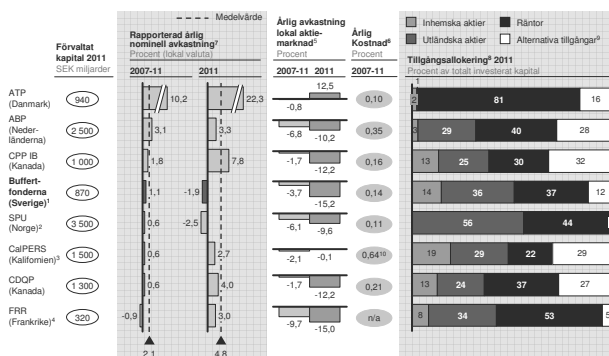 Medelvärde
Förvaltat kapital 2011
SEK miljarder
Rapporterad årlig nominell avkastning⁷
Procent (lokal valuta)
2007-11 2011
Årlig avkastning lokal aktie-marknad⁵
Procent
2007-11 2011
Årlig Kostnad⁶
Procent
2007-11
Inhemska aktier Räntor
Utländska aktier Alternativa tillgångar⁹
Tillgångsallokering⁸ 2011
Procent av totalt investerat kapital
ATP (Danmark) 940 10,2 22,3 -0,8 12,5 0,10 2 1 81 16
ABP (Neder-länderna) 2 500 3,1 3,3 -6,8 -10,2 0,35 3 29 40 28
CPP IB (Kanada) 1 000 1,8 7,8 -1,7 -12,2 0,16 13 25 30 32
Buffert-fonderna (Sverige)¹ 870 1,1 -1,9 -3,7 -15,2 0,14 14 36 37 12
SPU (Norge)² 3 500 0,6 -2,5 -6,1 -9,6 0,11 56 44
CalPERS (Kalifornien)³ 1 500 0,6 2,7 -2,1 -0,1 0,64¹⁰ 19 29 22 29
CDQP (Kanada) 1 300 0,6 4,0 -1,7 -12,2 0,21 13 24 37 27
FRR (Frankrike)⁴ 320 -0,9 3,0 -9,7 -15,0 n/a 8 34 53 5
2,1 4,8